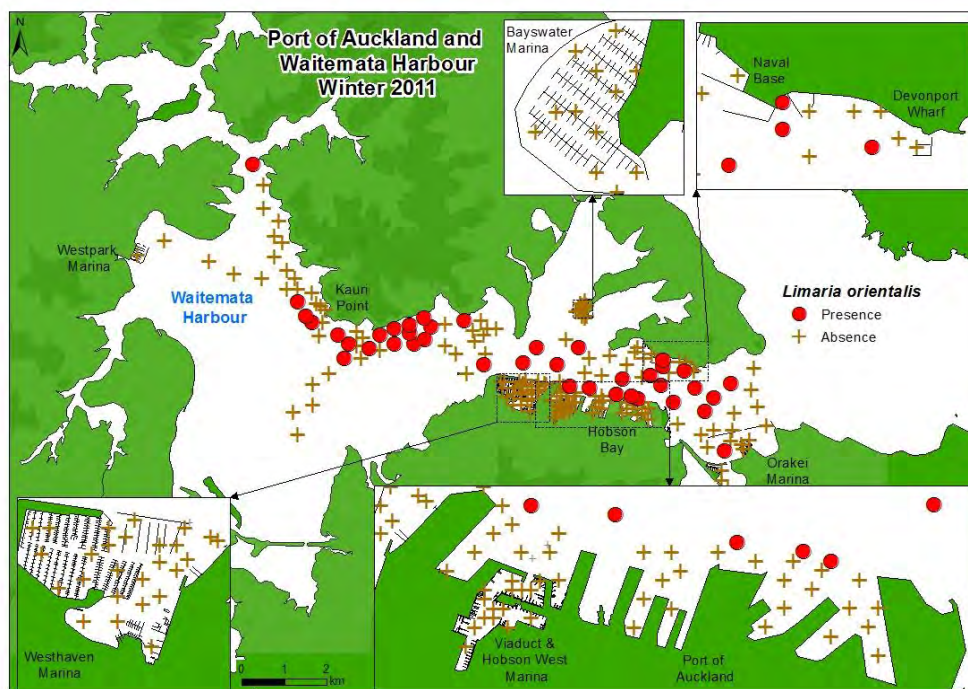 N
Port of Auckland and
Waitemata Harbour
Winter 2011
Bayswater
Marina
Naval
Base
Devonport
Wharf
Westpark
Marina
Waitemata
Harbour
Kauri
Point
Limaria orientalis
Presence
Absence
Hobson
Bay
Orakei
Marina
Westhaven
Marina
0 1 2
km
Viaduct &
Hobson West
Marina
Port of
Auckland